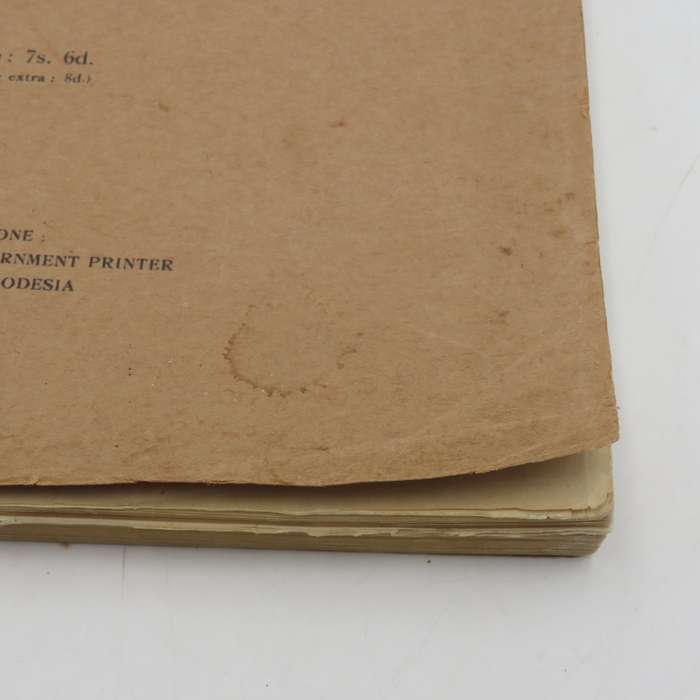 : 7s. 6d.
extra : 8d.)
ONE :
RNMENT PRINTER
ODESIA